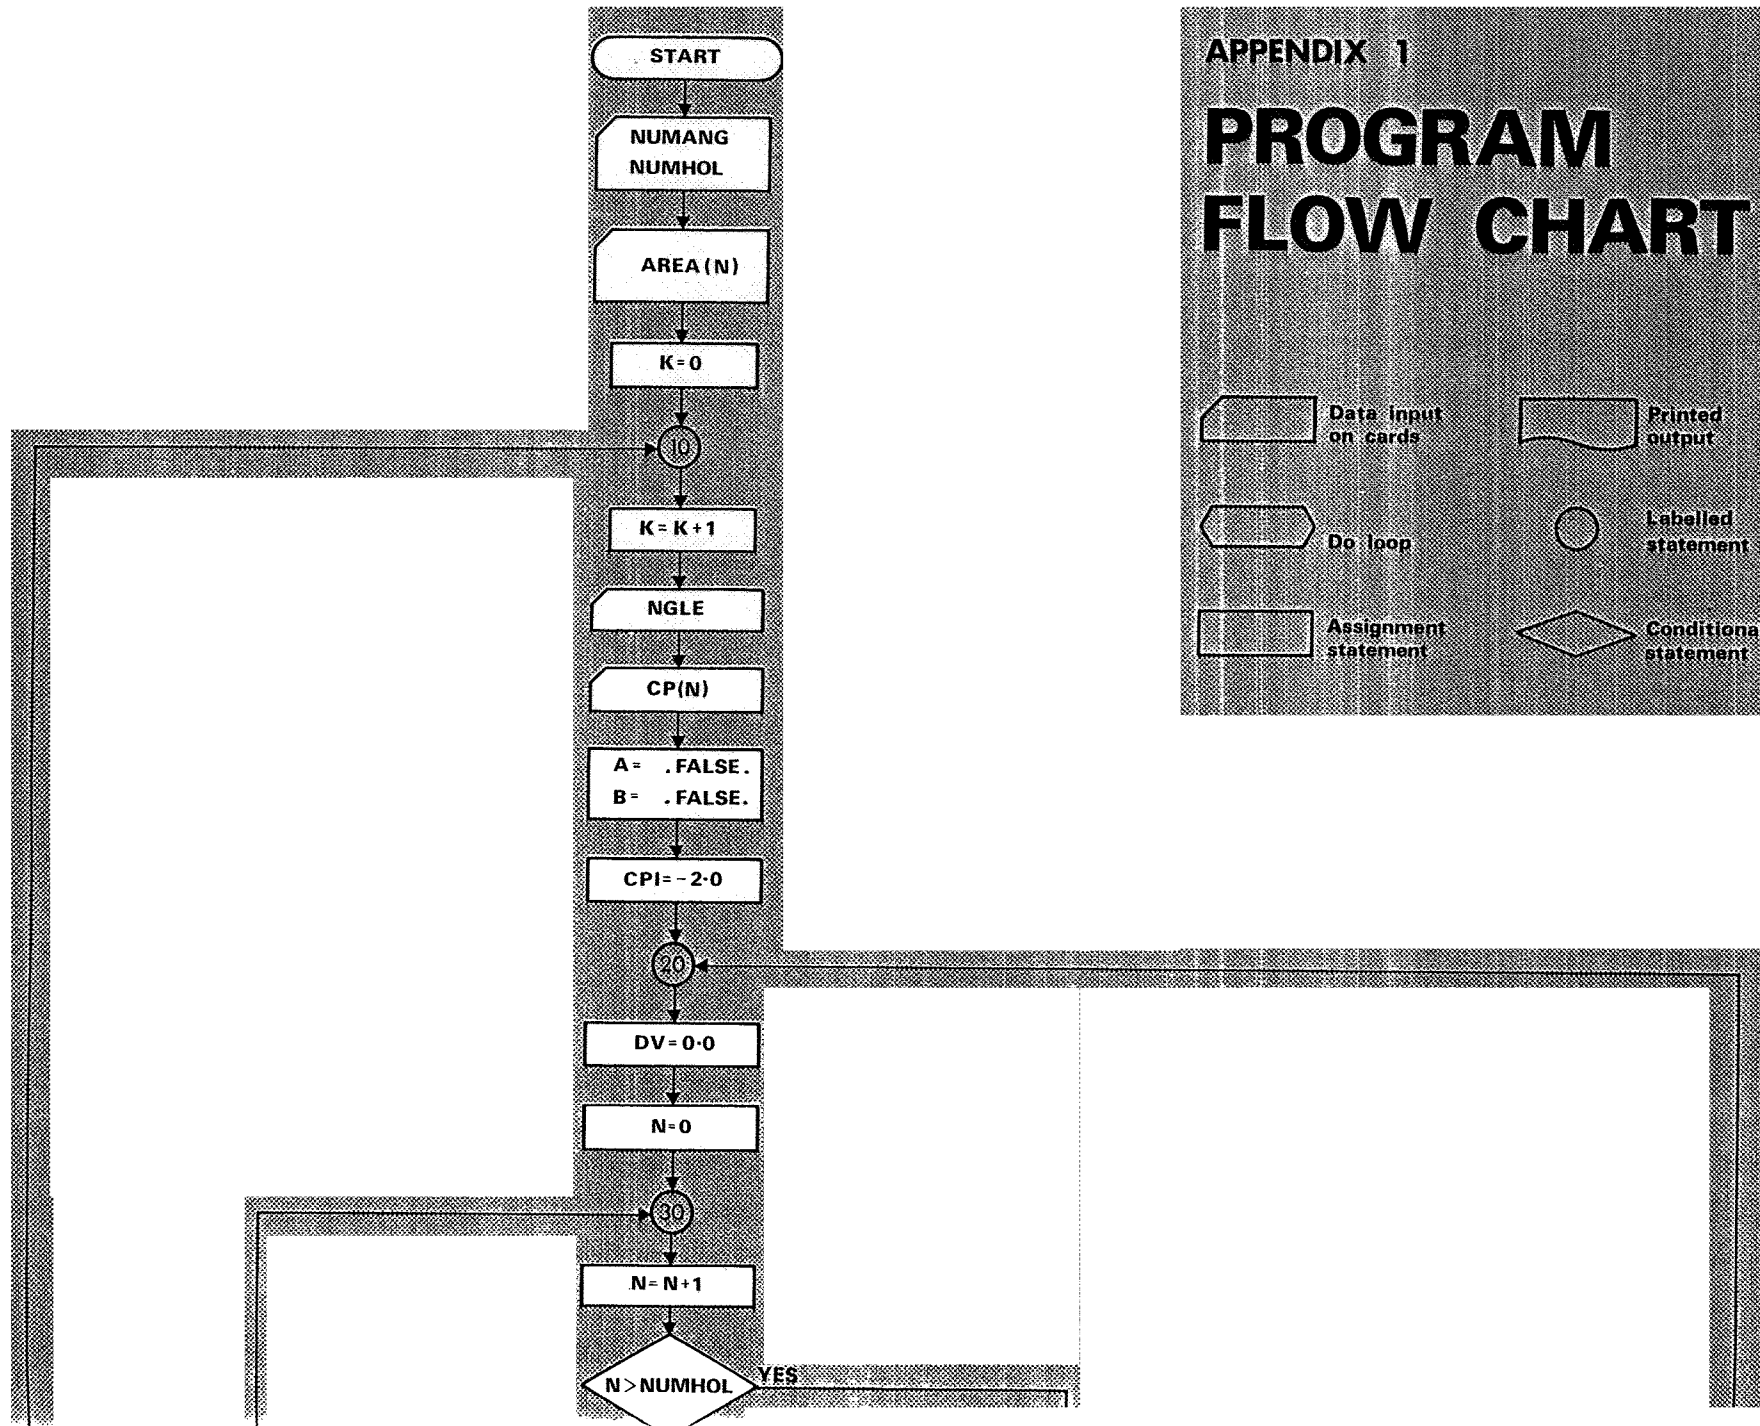 START
NUMANG
NUMHOL
AREA(N)
K=0
10
K=K+1
NGLE
CP(N)
A= .FALSE.
B= .FALSE.
CPI=-2·0
20
DV=0·0
N=0
30
N=N+1
N>NUMHOL
YES
APPENDIX 1
PROGRAM
FLOW CHART
Data input
on cards
Printed
output
Do loop
Labelled
statement
Assignment
statement
Conditiona
statement